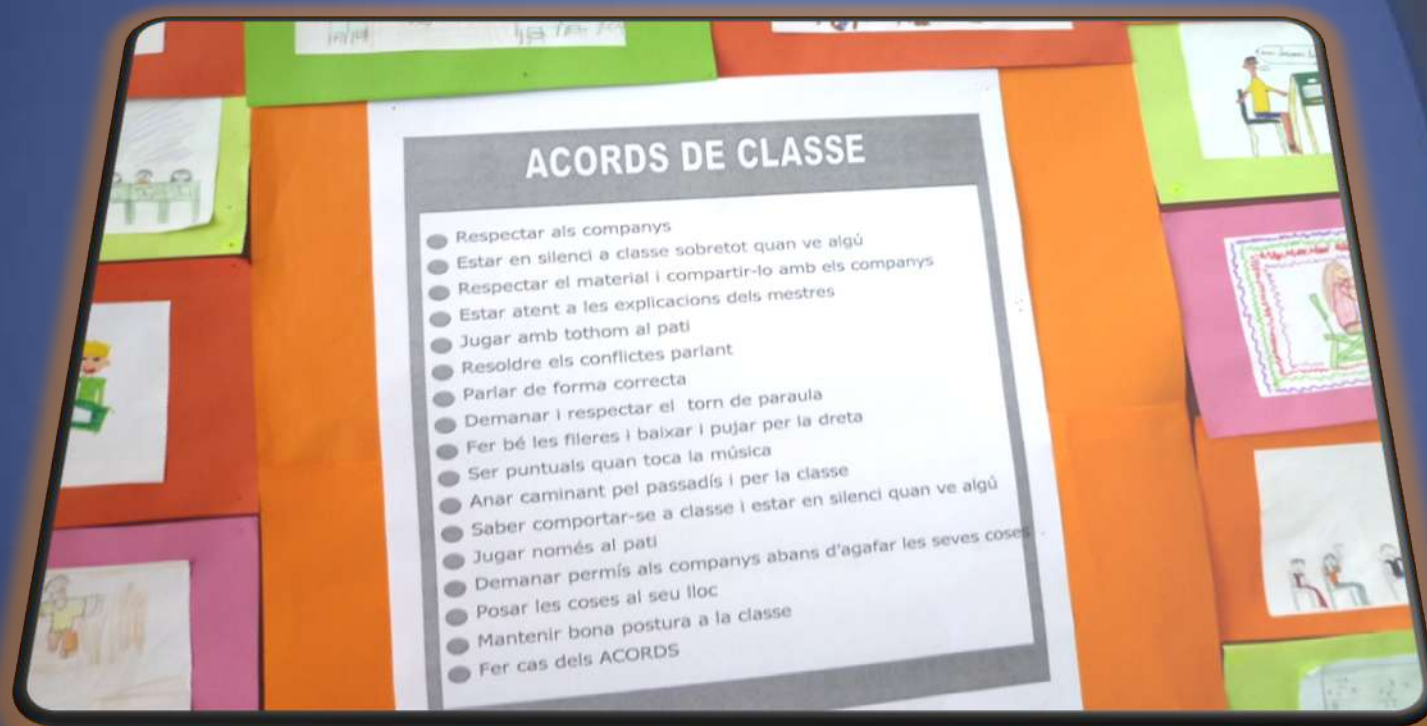 ACORDS DE CLASSE
Respectar als companys
Estar en silenci a classe sobretot quan ve algú
Respectar el material i compartir-lo amb els companys
Estar atent a les explicacions dels mestres
Jugar amb tothom al pati
Resoldre els conflictes parlant
Parlar de forma correcta
Demanar i respectar el torn de paraula
Fer bé les fileres i baixar i pujar per la dreta
Ser puntuals quan toca la música
Anar caminant pel passadís i per la classe
Saber comportar-se a classe i estar en silenci quan ve algú
Jugar només al pati
Demanar permís als companys abans d'agafar les seves coses
Posar les coses al seu lloc
Mantenir bona postura a la classe
Fer cas dels ACORDS